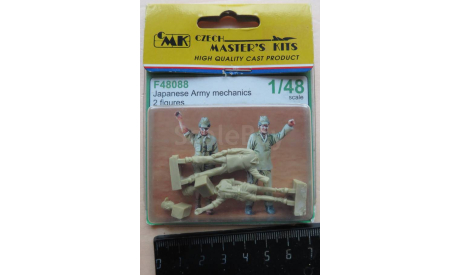 CMK
CZECH
MASTER'S KITS
HIGH QUALITY CAST PRODUCT
F48088
Japanese Army mechanics
2 figures
1/48
scale
1 2 3 4 5 6 7